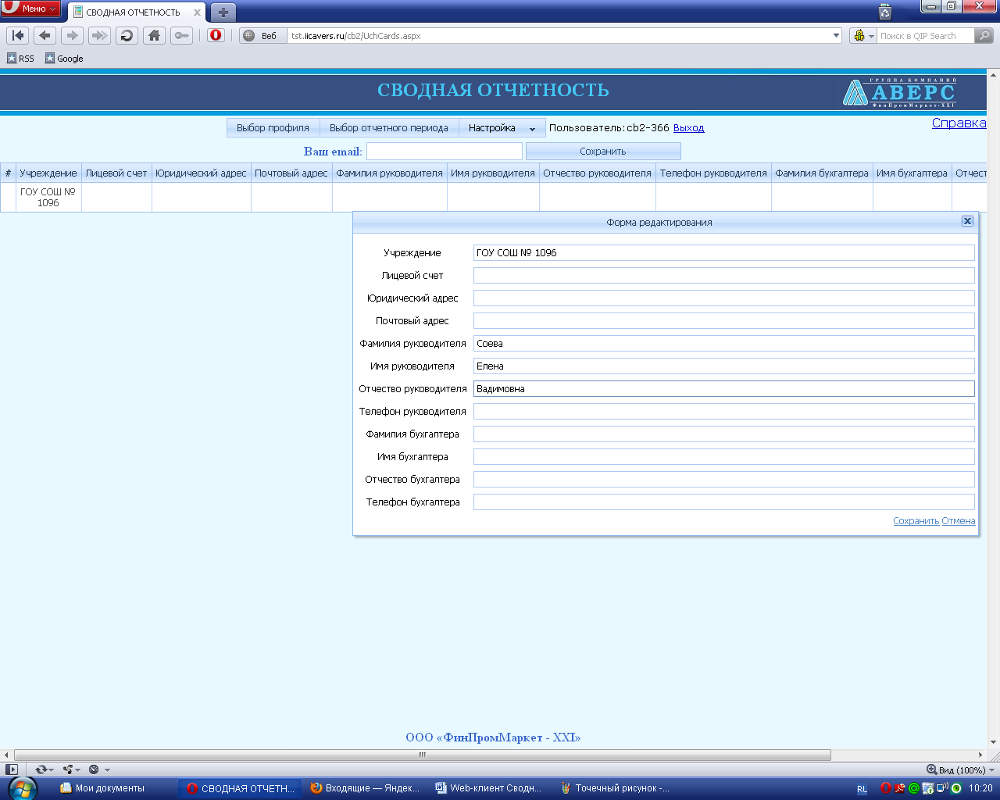 Меню
СВОДНАЯ ОТЧЕТНОСТЬ
Веб
tst.iicavers.ru/cb2/UchCards.aspx
Поиск в QIP Search
RSS
Google
СВОДНАЯ ОТЧЕТНОСТЬ
ГРУППА КОМПАНИЙ
АВЕРС
ФинПромМаркет-XXI
Выбор профиля
Выбор отчетного периода
Настройка
Пользователь:cb2-366 Выход
Справка
Ваш email:
Сохранить
# Учреждение Лицевой счет Юридический адрес Почтовый адрес Фамилия руководителя Имя руководителя Отчество руководителя Телефон руководителя Фамилия бухгалтера Имя бухгалтера Отчест
ГОУ СОШ №
1096
Форма редактирования
Учреждение ГОУ СОШ № 1096
Лицевой счет
Юридический адрес
Почтовый адрес
Фамилия руководителя Соева
Имя руководителя Елена
Отчество руководителя Вадимовна
Телефон руководителя
Фамилия бухгалтера
Имя бухгалтера
Отчество бухгалтера
Телефон бухгалтера
Сохранить Отмена
ООО «ФинПромМаркет - XXI»
Вид (100%)
Мои документы
СВОДНАЯ ОТЧЕТН...
Входящие — Яндек...
Web-клиент Сводн...
Точечный рисунок -...
RL
10:20